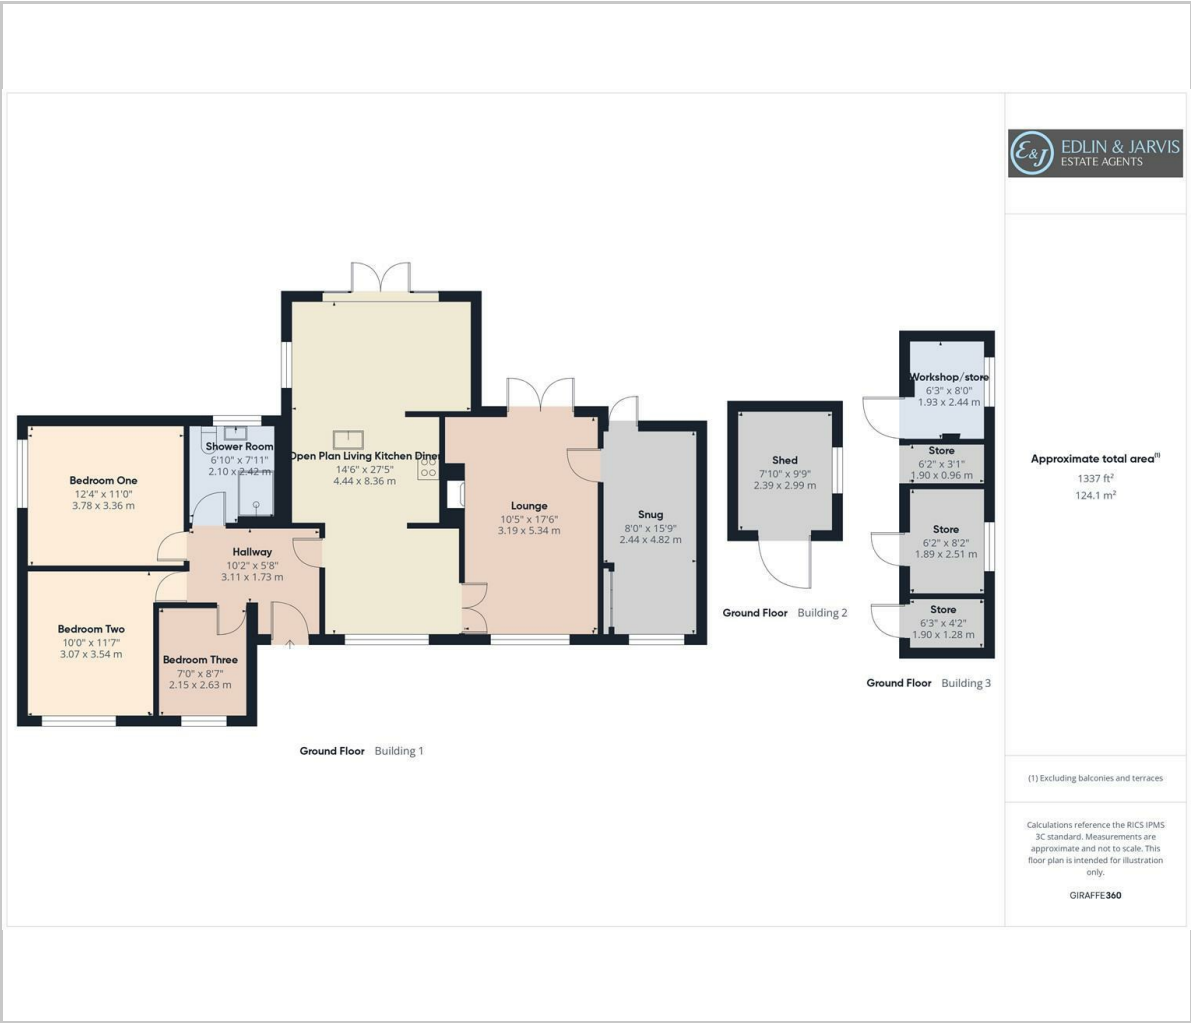 E&J
EDLIN & JARVIS
ESTATE AGENTS
Bedroom One
12'4" x 11'0"
3.78 x 3.36 m
Shower Room
6'10" x 7'11"
2.10 x 2.42 m
Open Plan Living Kitchen Diner
14'6" x 27'5"
4.44 x 8.36 m
Lounge
10'5" x 17'6"
3.19 x 5.34 m
Snug
8'0" x 15'9"
2.44 x 4.82 m
Hallway
10'2" x 5'8"
3.11 x 1.73 m
Bedroom Two
10'0" x 11'7"
3.07 x 3.54 m
Bedroom Three
7'0" x 8'7"
2.15 x 2.63 m
Ground Floor Building 1
Shed
7'10" x 9'9"
2.39 x 2.99 m
Ground Floor Building 2
Workshop/store
6'3" x 8'0"
1.93 x 2.44 m
Store
6'2" x 3'1"
1.90 x 0.96 m
Store
6'2" x 8'2"
1.89 x 2.51 m
Store
6'3" x 4'2"
1.90 x 1.28 m
Ground Floor Building 3
Approximate total area(1)
1337 ft²
124.1 m²
(1) Excluding balconies and terraces
Calculations reference the RICS IPMS
3C standard. Measurements are
approximate and not to scale. This
floor plan is intended for illustration
only.
GIRAFFE360